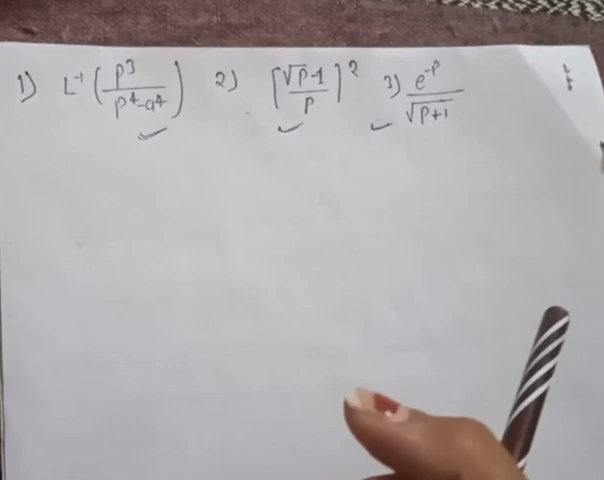 1) L⁻¹ (p³/(p⁴-a⁴)) 2) [(√p-1)/p]² 3) e⁻ᵖ/√(p+1)